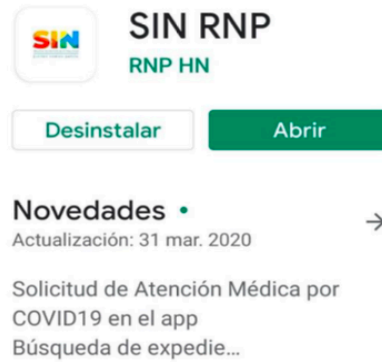 SIN
SIN RNP
RNP HN
Desinstalar
Abrir
Novedades •
Actualización: 31 mar. 2020
Solicitud de Atención Médica por
COVID19 en el app
Búsqueda de expedie...